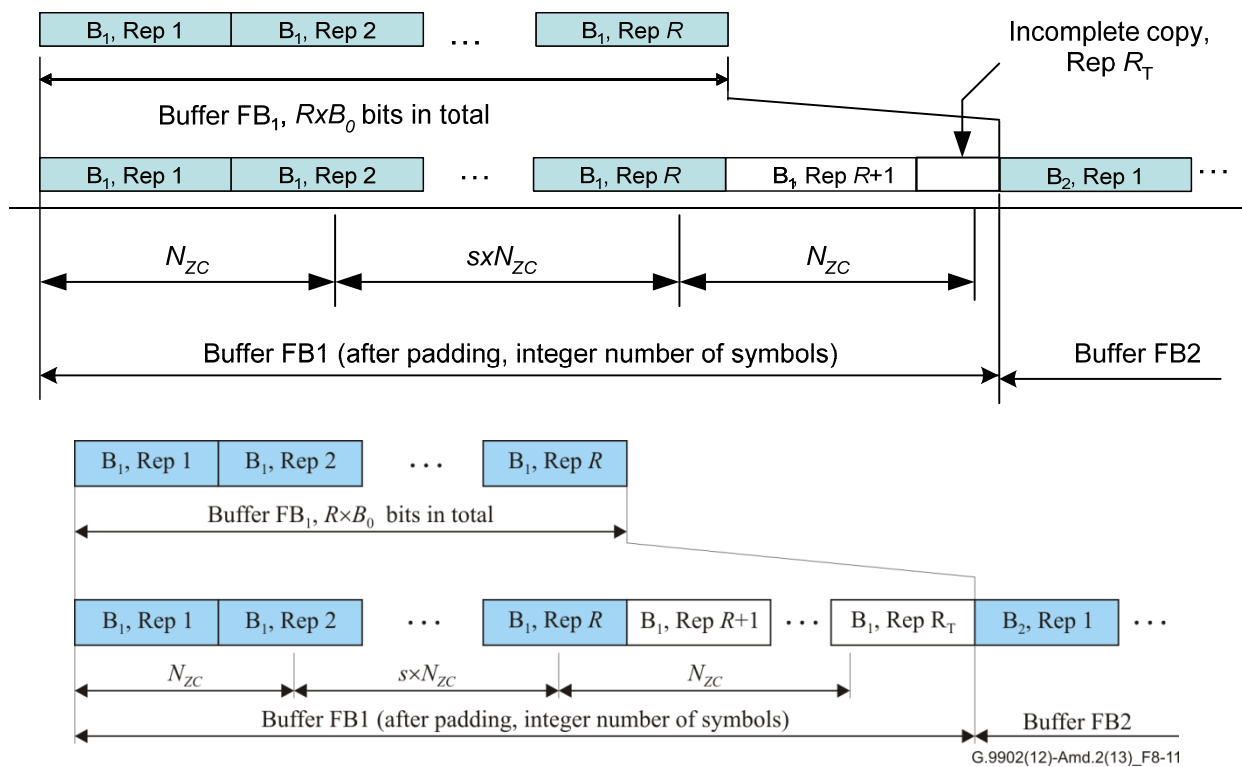 B₁, Rep 1 B₁, Rep 2 ... B₁, Rep R
Incomplete copy,
Rep R_T
Buffer FB₁, RxB₀ bits in total
B₁, Rep 1 B₁, Rep 2 ... B₁, Rep R B₁, Rep R+1 B₂, Rep 1 ...
N_ZC sxN_ZC N_ZC
Buffer FB1 (after padding, integer number of symbols) Buffer FB2
B₁, Rep 1 B₁, Rep 2 ... B₁, Rep R
Buffer FB₁, R×B₀ bits in total
B₁, Rep 1 B₁, Rep 2 ... B₁, Rep R B₁, Rep R+1 ... B₁, Rep R_T B₂, Rep 1 ...
N_ZC s×N_ZC N_ZC
Buffer FB1 (after padding, integer number of symbols) Buffer FB2
G.9902(12)-Amd.2(13)_F8-11